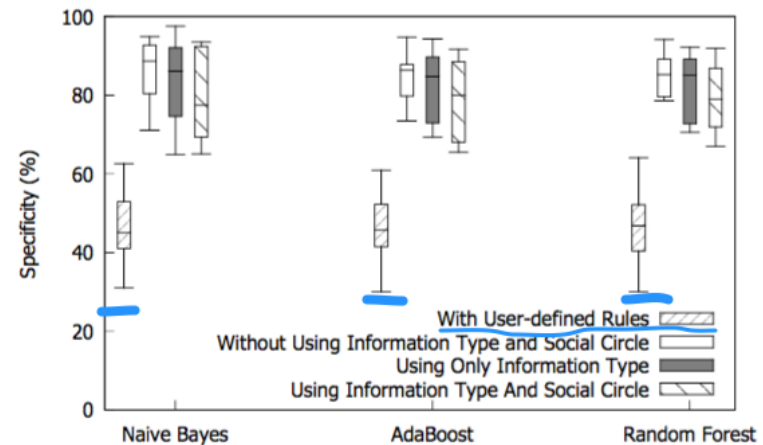 100
80
60
40
20
0
Specificity (%)
With User-defined Rules
Without Using Information Type and Social Circle
Using Only Information Type
Using Information Type And Social Circle
Naive Bayes AdaBoost Random Forest